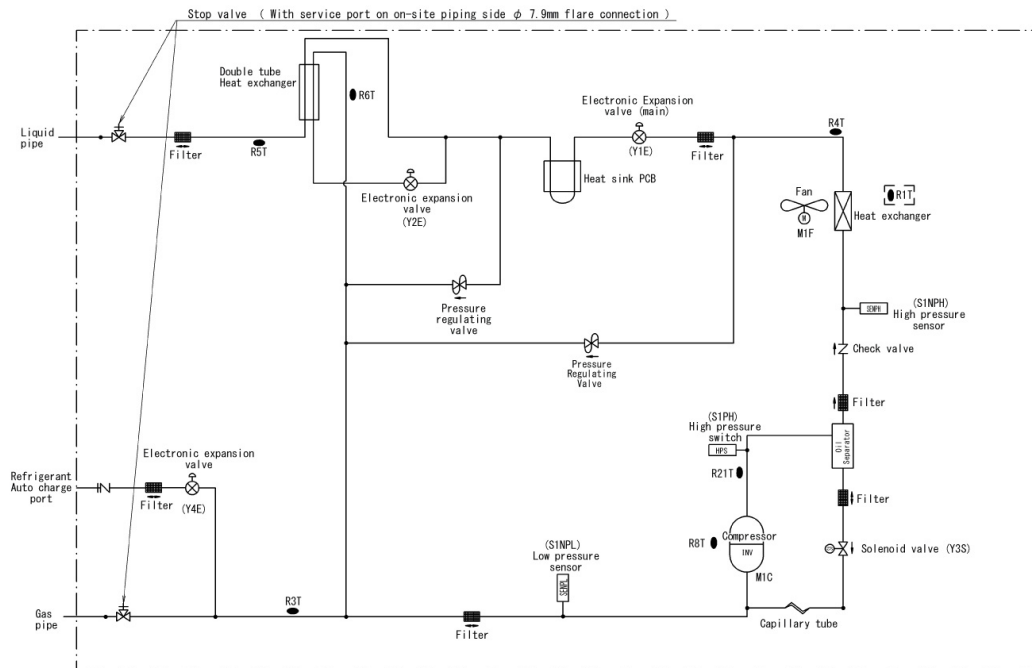 Stop valve ( With service port on on-site piping side φ 7.9mm flare connection )
Double tube
Heat exchanger
R6T
Electronic Expansion
valve (main)
(Y1E)
R4T
Liquid
pipe
Filter
R5T
Filter
Heat sink PCB
Fan
M
M1F
R1T
Heat exchanger
Electronic expansion
valve
(Y2E)
Pressure
regulating
valve
(S1NPH)
High pressure
sensor
SENPH
Pressure
Regulating
Valve
Check valve
Filter
(S1PH)
High pressure
switch
HPS
Oil
Separator
Electronic expansion
valve
Refrigerant
Auto charge
port
Filter
(Y4E)
R21T
Filter
Compressor
INV
R8T
M1C
Solenoid valve (Y3S)
(S1NPL)
Low pressure
sensor
SENPL
R3T
Gas
pipe
Filter
Capillary tube